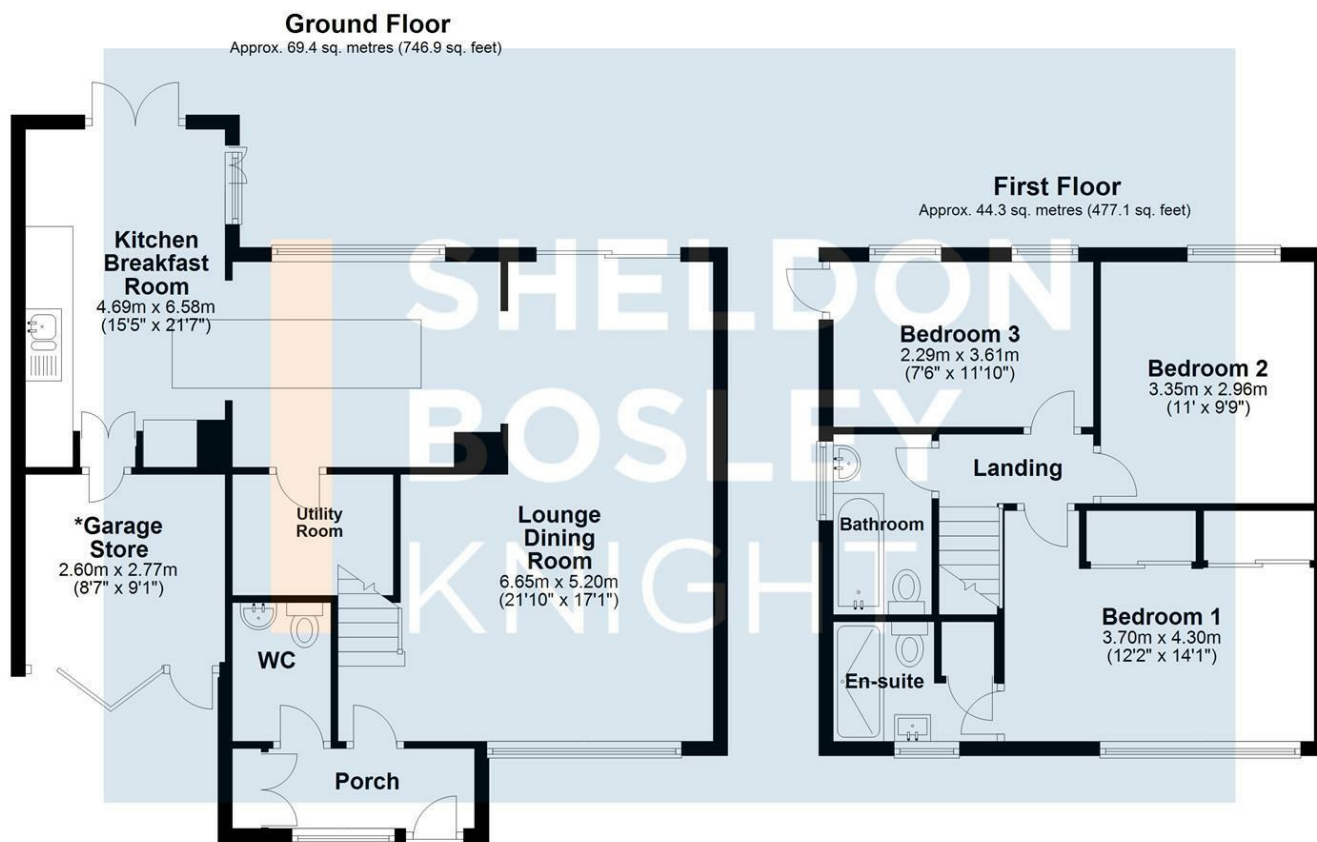 Ground Floor
Approx. 69.4 sq. metres (746.9 sq. feet)
Kitchen
Breakfast
Room
4.69m x 6.58m
(15'5" x 21'7")
*Garage
Store
2.60m x 2.77m
(8'7" x 9'1")
Utility
Room
Lounge
Dining
Room
6.65m x 5.20m
(21'10" x 17'1")
WC
Porch
First Floor
Approx. 44.3 sq. metres (477.1 sq. feet)
Bedroom 3
2.29m x 3.61m
(7'6" x 11'10")
Bedroom 2
3.35m x 2.96m
(11' x 9'9")
Landing
Bathroom
Bedroom 1
3.70m x 4.30m
(12'2" x 14'1")
En-suite
SHELDON
BOSLEY
KNIGHT